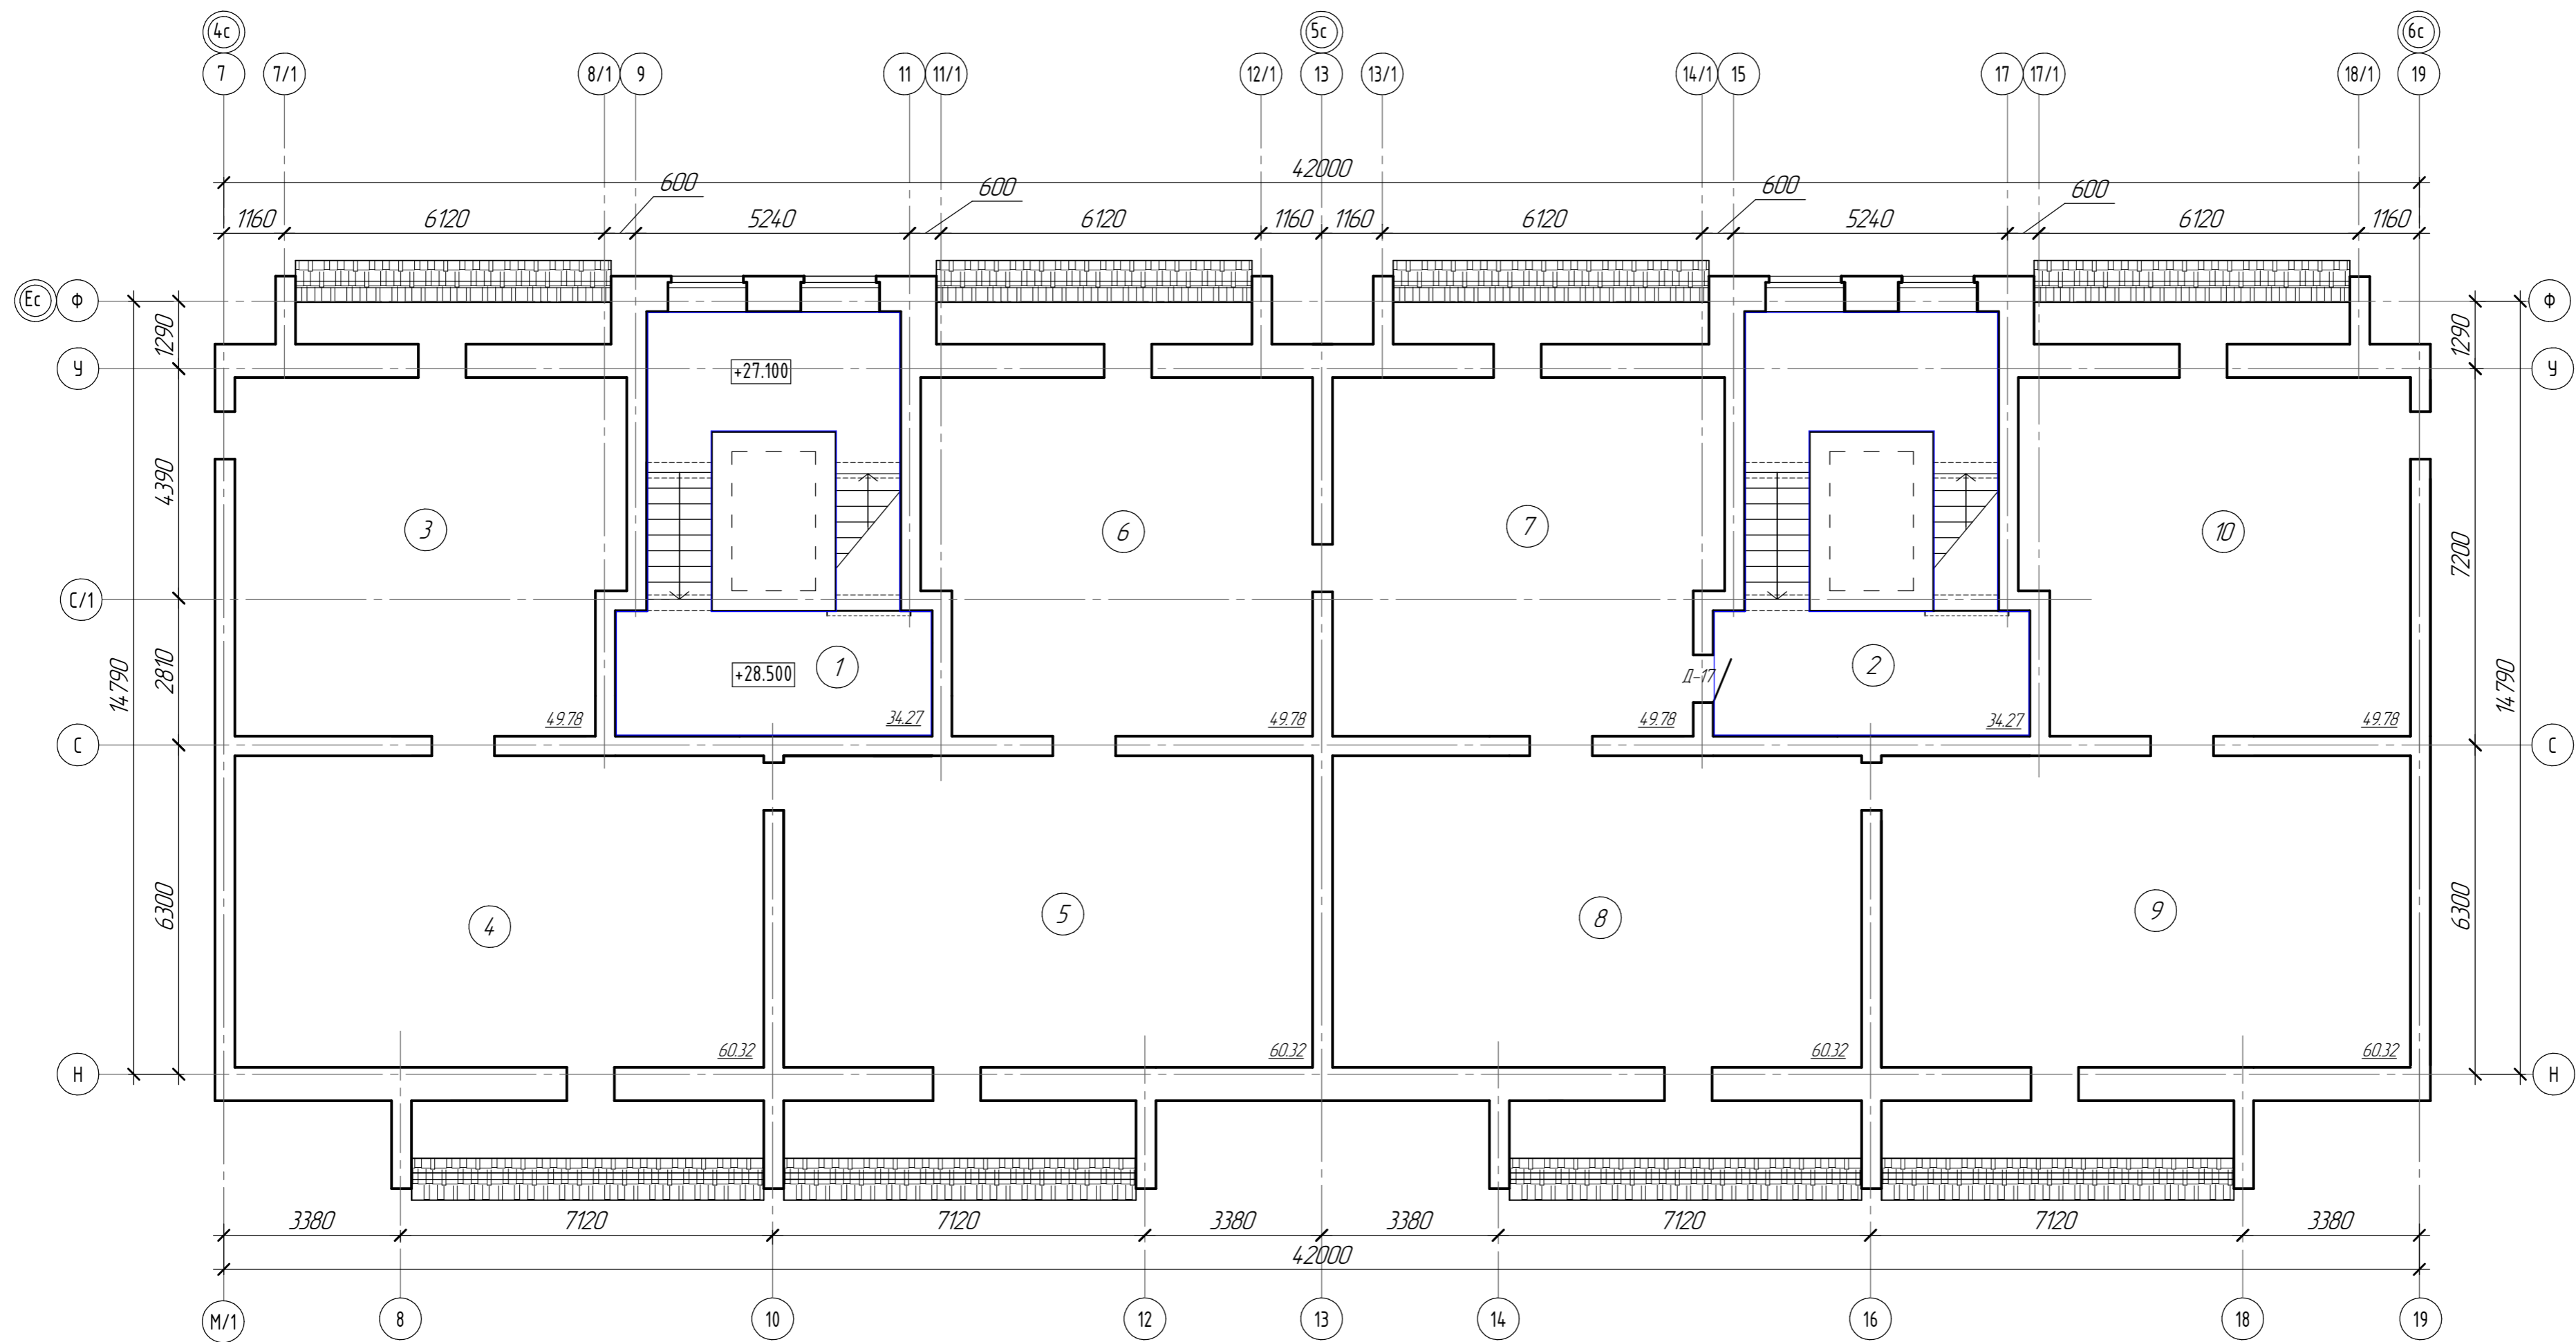 4с 5с 6с
7 7/1 8/1 9 11 11/1 12/1 13 13/1 14/1 15 17 17/1 18/1 19
42000
600 600 600 600
1160 6120 5240 6120 1160 1160 6120 5240 6120 1160
Ес Ф Ф
1290 1290
У +27.100 У
4390
3 6 7 10
7200
С/1
14790 2810 +28.500 1 Д-17 2 14790
49.78 34.27 49.78 49.78 34.27 49.78
С С
6300 4 5 8 9 6300
60.32 60.32 60.32 60.32
Н Н
3380 7120 7120 3380 3380 7120 7120 3380
42000
М/1 8 10 12 13 14 16 18 19